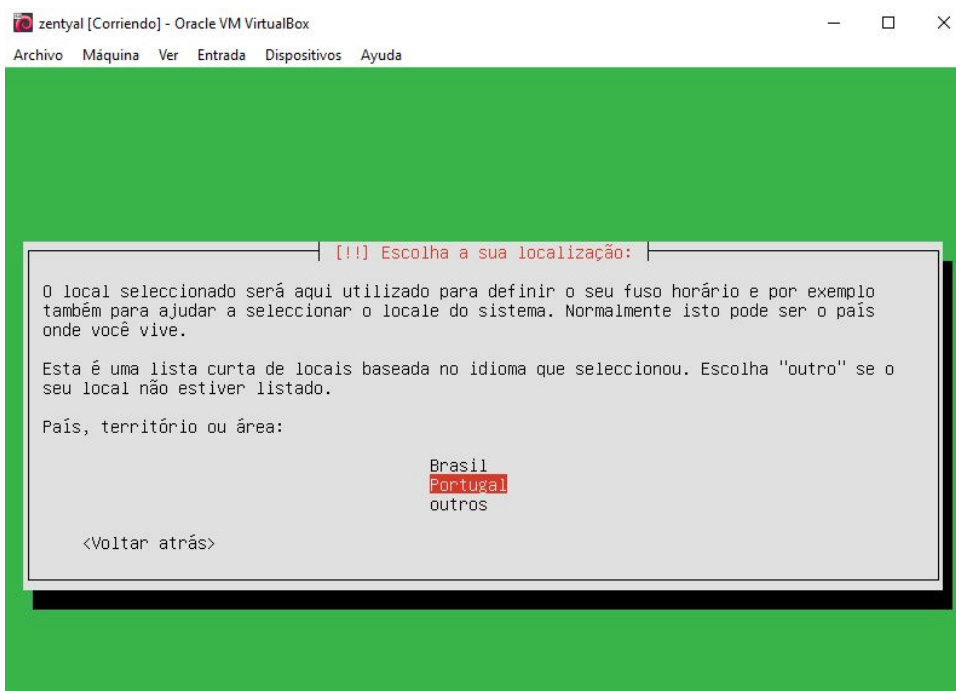 zentyal [Corriendo] - Oracle VM VirtualBox
Archivo Máquina Ver Entrada Dispositivos Ayuda
[!!] Escolha a sua localização:
O local seleccionado será aqui utilizado para definir o seu fuso horário e por exemplo
também para ajudar a seleccionar o locale do sistema. Normalmente isto pode ser o país
onde você vive.
Esta é uma lista curta de locais baseada no idioma que seleccionou. Escolha "outro" se o
seu local não estiver listado.
País, território ou área:
Brasil
Portugal
outros
<Voltar atrás>